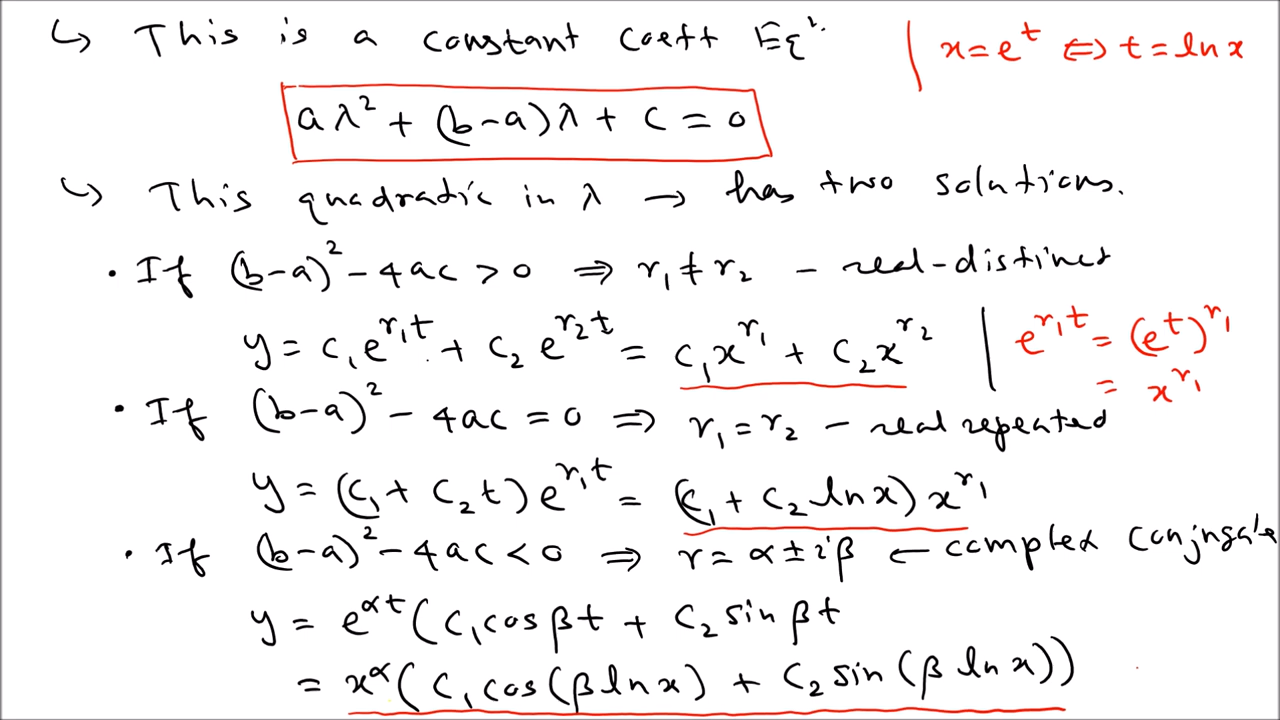 ↳ This is a constant coeff Eqⁿ. | x = e^t ⇔ t = ln x
aλ² + (b-a)λ + c = 0
↳ This quadratic in λ → has two solutions.
· If (b-a)² - 4ac > 0 ⇒ r₁ ≠ r₂ - real-distinct
y = c₁e^{r₁t} + c₂e^{r₂t} = c₁x^{r₁} + c₂x^{r₂} | e^{r₁t} = (e^t)^{r₁}
= x^{r₁}
· If (b-a)² - 4ac = 0 ⇒ r₁ = r₂ - real repeated
y = (c₁ + c₂t)e^{r₁t} = (c₁ + c₂ ln x) x^{r₁}
· If (b-a)² - 4ac < 0 ⇒ r = α ± iβ ← complex conjugate
y = e^{αt}(c₁cos βt + c₂ sin βt
= x^α(c₁cos(β ln x) + c₂ sin(β ln x))